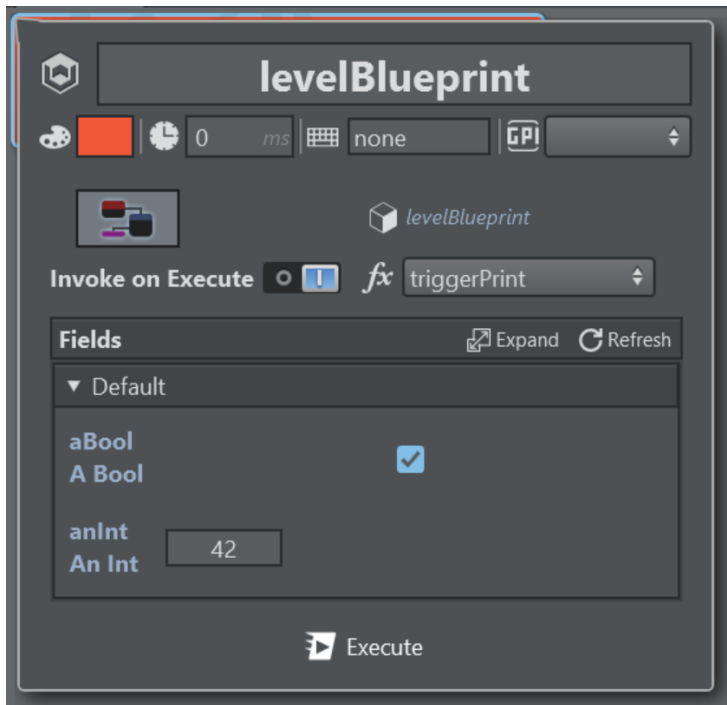 levelBlueprint
0 ms none GPI
levelBlueprint
Invoke on Execute fx triggerPrint
Fields Expand Refresh
Default
aBool
A Bool
anInt
42
An Int
Execute